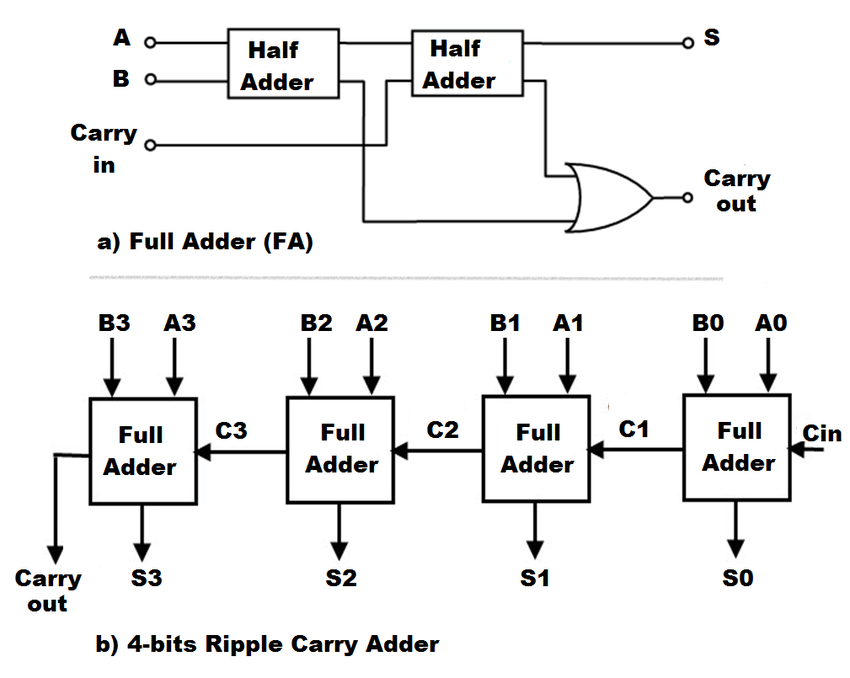 A
Half
Adder
Half
Adder
S
B
Carry
in
Carry
out
a) Full Adder (FA)
B3 A3 B2 A2 B1 A1 B0 A0
Full
Adder
C3
Full
Adder
C2
Full
Adder
C1
Full
Adder
Cin
Carry
out
S3 S2 S1 S0
b) 4-bits Ripple Carry Adder